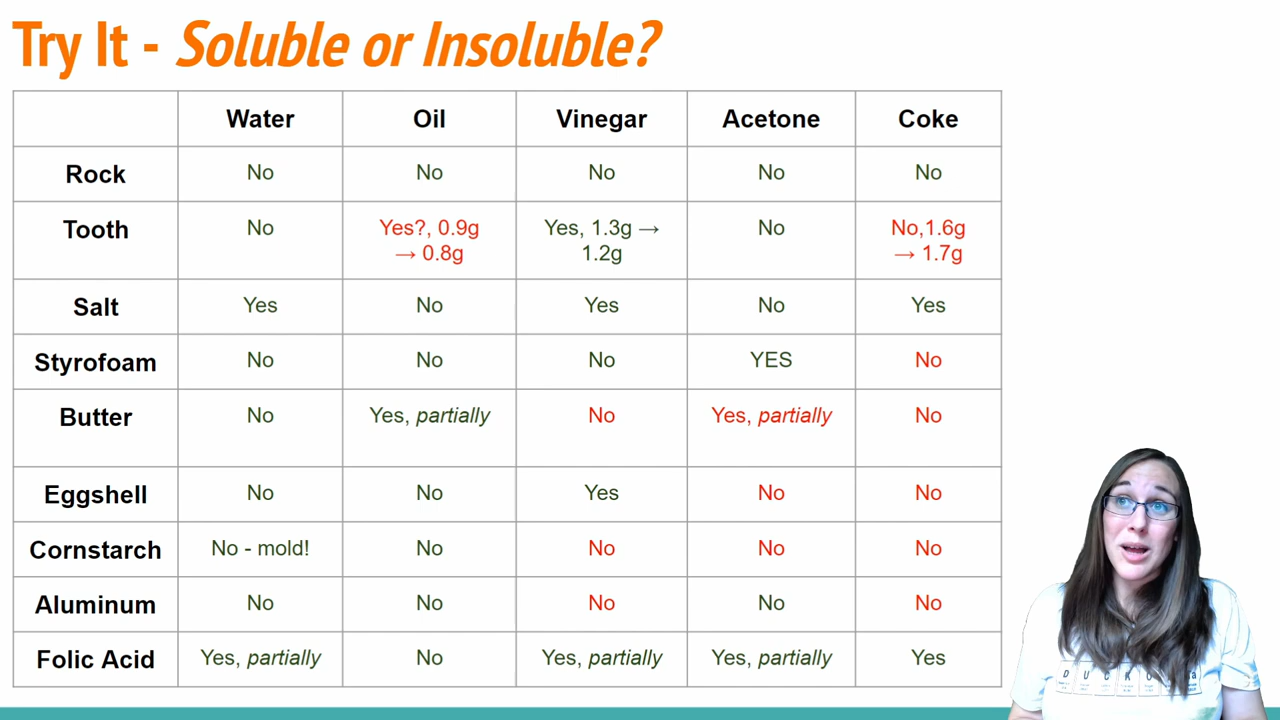 Try It - Soluble or Insoluble?
Water Oil Vinegar Acetone Coke
Rock No No No No No
Tooth No Yes?, 0.9g → 0.8g Yes, 1.3g → 1.2g No No,1.6g → 1.7g
Salt Yes No Yes No Yes
Styrofoam No No No YES No
Butter No Yes, partially No Yes, partially No
Eggshell No No Yes No No
Cornstarch No - mold! No No No No
Aluminum No No No No No
Folic Acid Yes, partially No Yes, partially Yes, partially Yes
D U C K